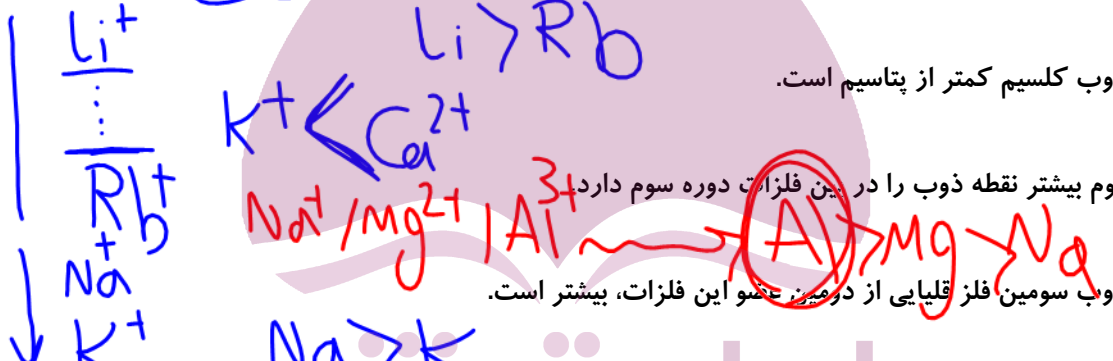 Li⁺
Li > Rb
وب کلسیم کمتر از پتاسیم است.
⋮
K⁺ < Ca²⁺
Rb⁺
وم بیشتر نقطه ذوب را در بین فلزات دوره سوم دارد.
Na⁺ / Mg²⁺ / Al³⁺ → Al > Mg > Na
Na⁺
وب سومین فلز قلیایی از دومین عضو این فلزات، بیشتر است.
K⁺
Na > K